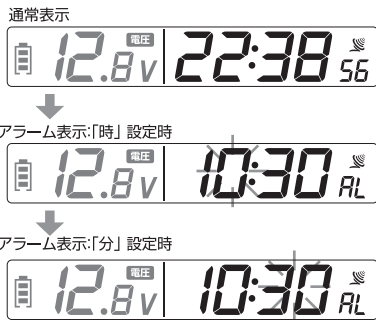 通常表示
12.8V 電圧 22:38 56
アラーム表示:「時」設定時
12.8V 電圧 10:30 AL
アラーム表示:「分」設定時
12.8V 電圧 10:30 AL